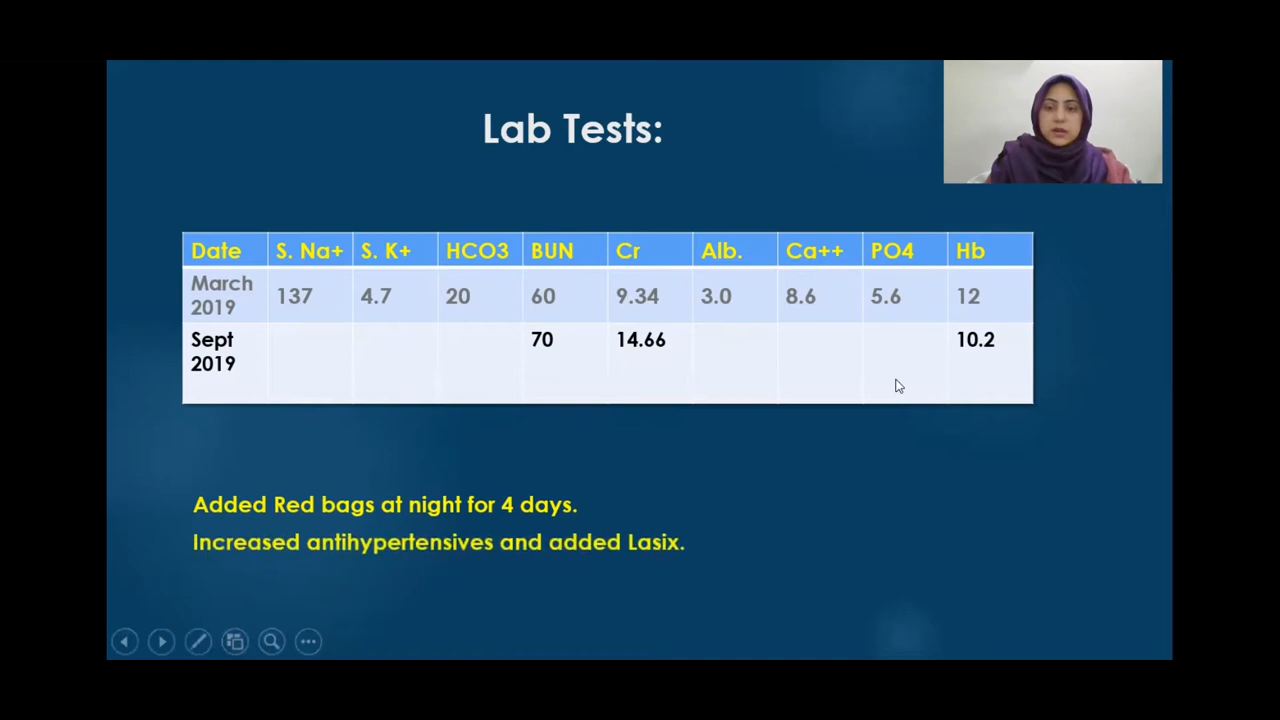 Lab Tests:
Date S. Na+ S. K+ HCO3 BUN Cr Alb. Ca++ PO4 Hb
March 2019 137 4.7 20 60 9.34 3.0 8.6 5.6 12
Sept 2019 70 14.66 10.2
Added Red bags at night for 4 days.
Increased antihypertensives and added Lasix.